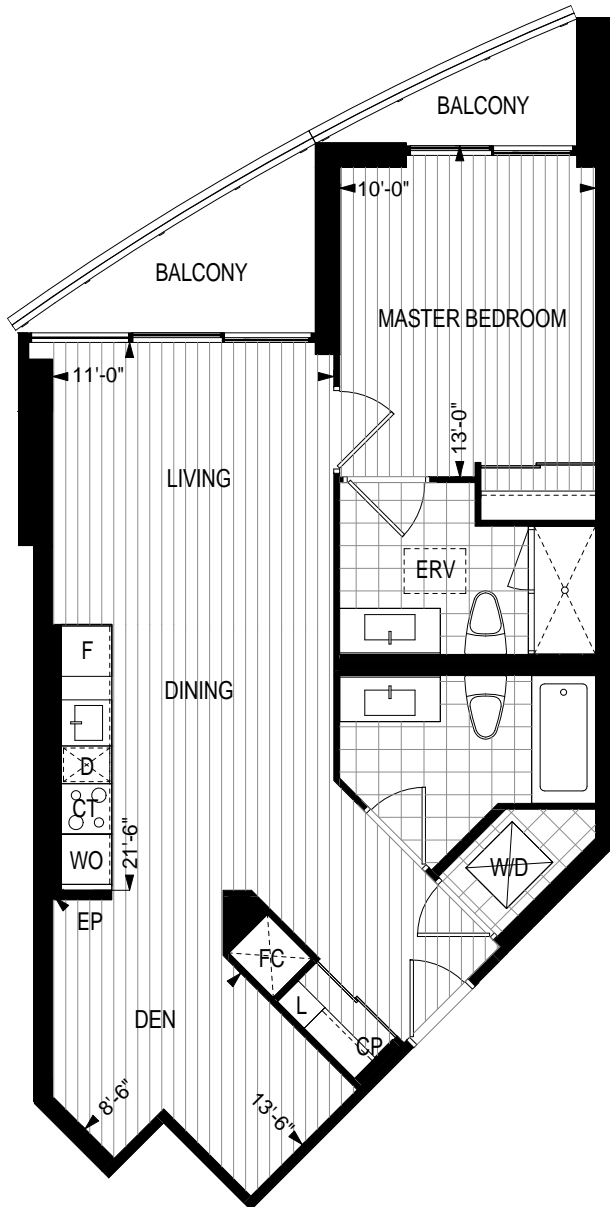 BALCONY
10'-0"
BALCONY
MASTER BEDROOM
11'-0"
13'-0"
LIVING
ERV
F
DINING
D
CT
21'-6"
WO
W/D
EP
FC
L
DEN
CP
8'-6"
13'-6"